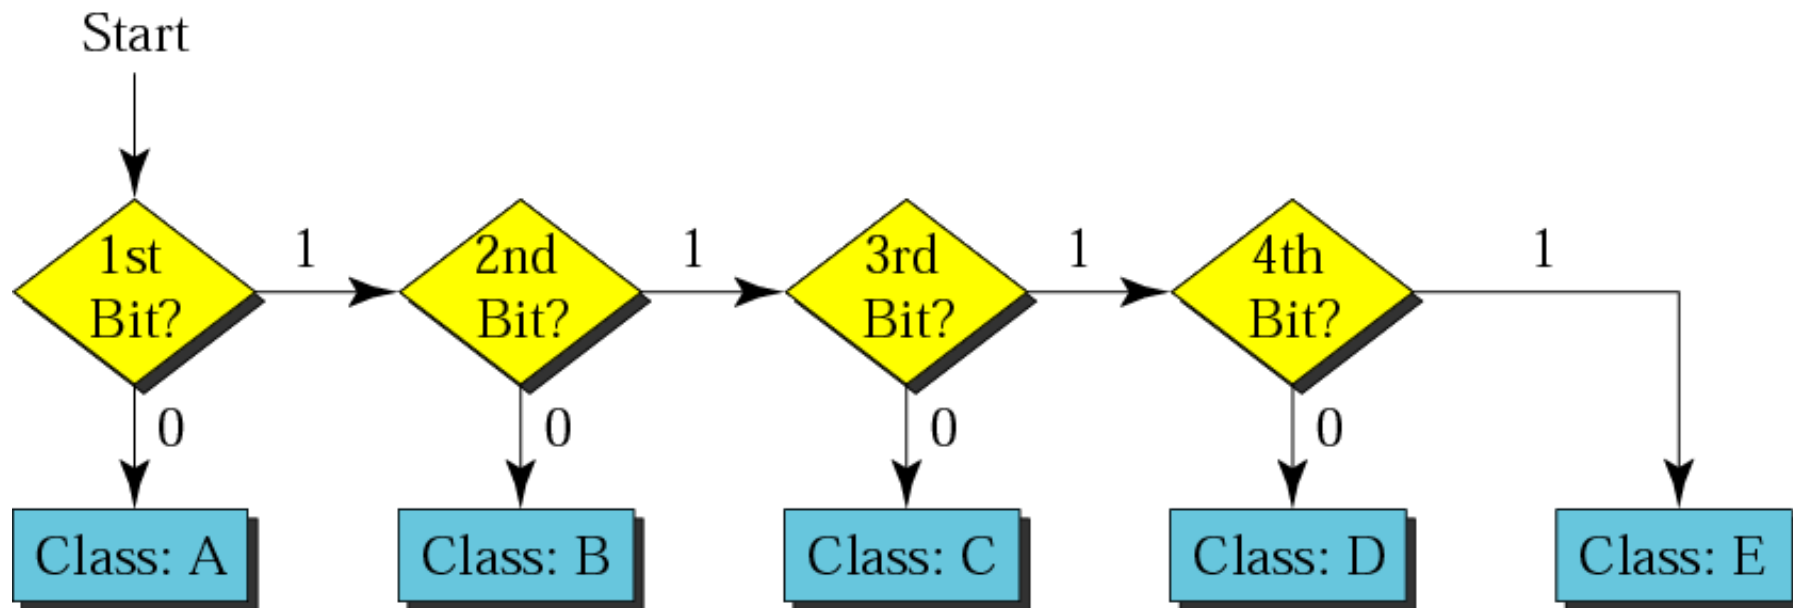 Start
1st
Bit?
1
2nd
Bit?
1
3rd
Bit?
1
4th
Bit?
1
0
0
0
0
Class: A
Class: B
Class: C
Class: D
Class: E